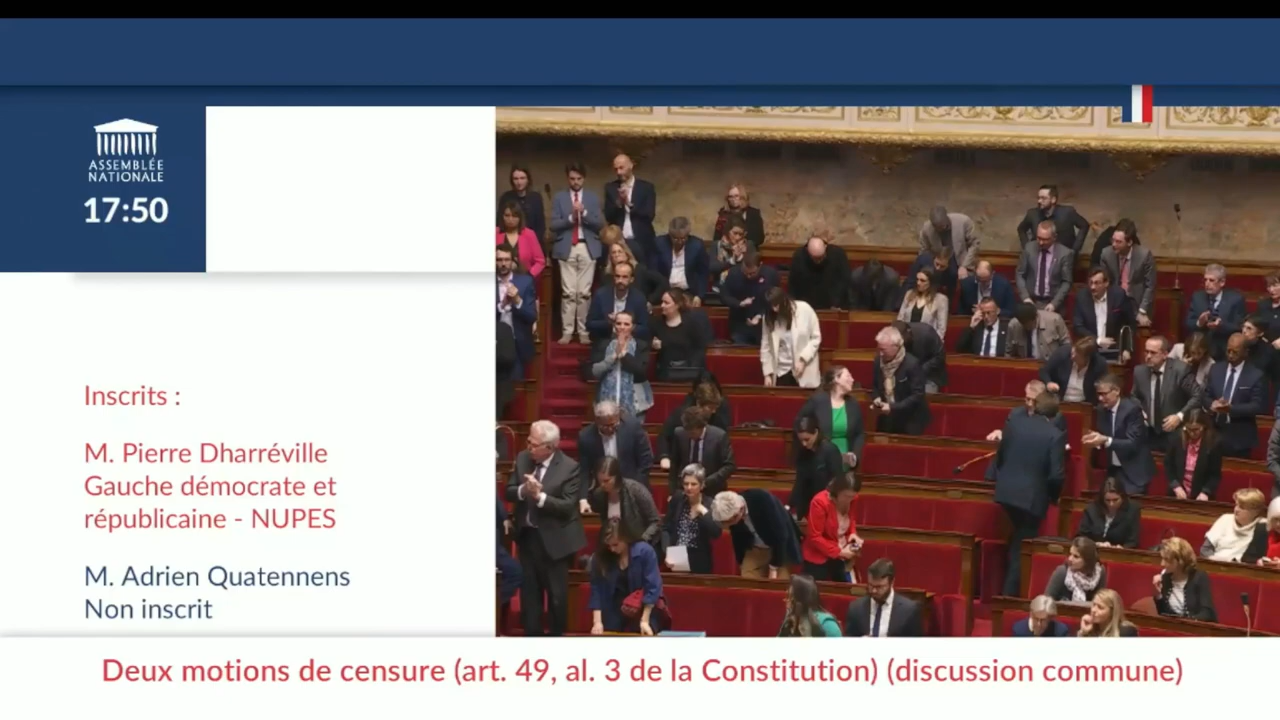 ASSEMBLÉE
NATIONALE
17:50
Inscrits :
M. Pierre Dharréville
Gauche démocrate et
républicaine - NUPES
M. Adrien Quatennens
Non inscrit
Deux motions de censure (art. 49, al. 3 de la Constitution) (discussion commune)